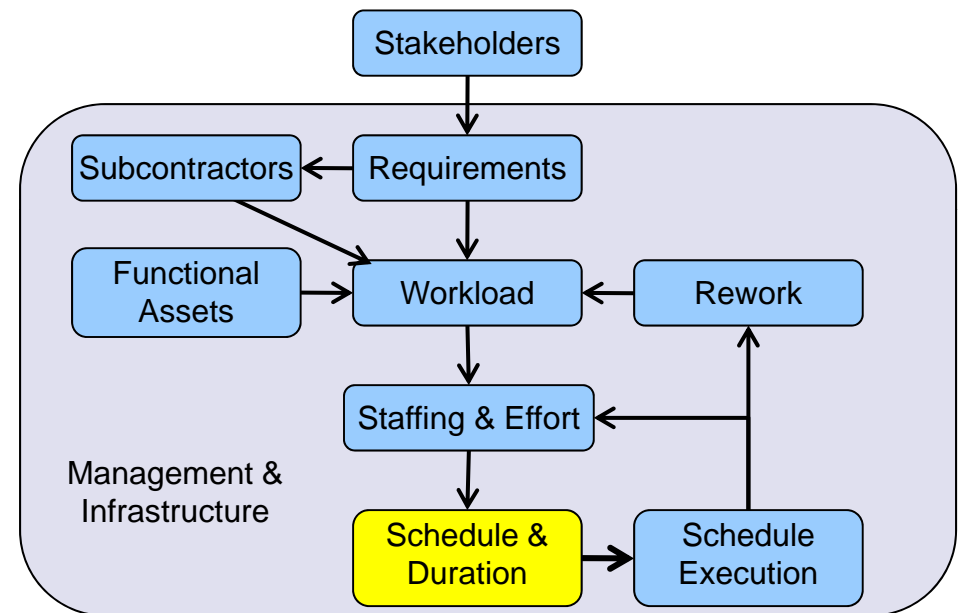 Stakeholders
Subcontractors
Requirements
Functional
Assets
Workload
Rework
Staffing & Effort
Management &
Infrastructure
Schedule &
Duration
Schedule
Execution